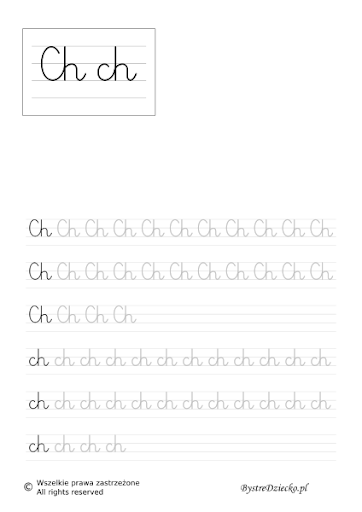 Ch ch
Ch Ch Ch Ch Ch Ch Ch Ch Ch Ch Ch
Ch Ch Ch Ch Ch Ch Ch Ch Ch Ch Ch
Ch Ch Ch Ch
ch ch ch ch ch ch ch ch ch ch ch ch
ch ch ch ch ch ch ch ch ch ch ch ch
ch ch ch ch
© Wszelkie prawa zastrzeżone
All rights reserved
BystreDziecko.pl